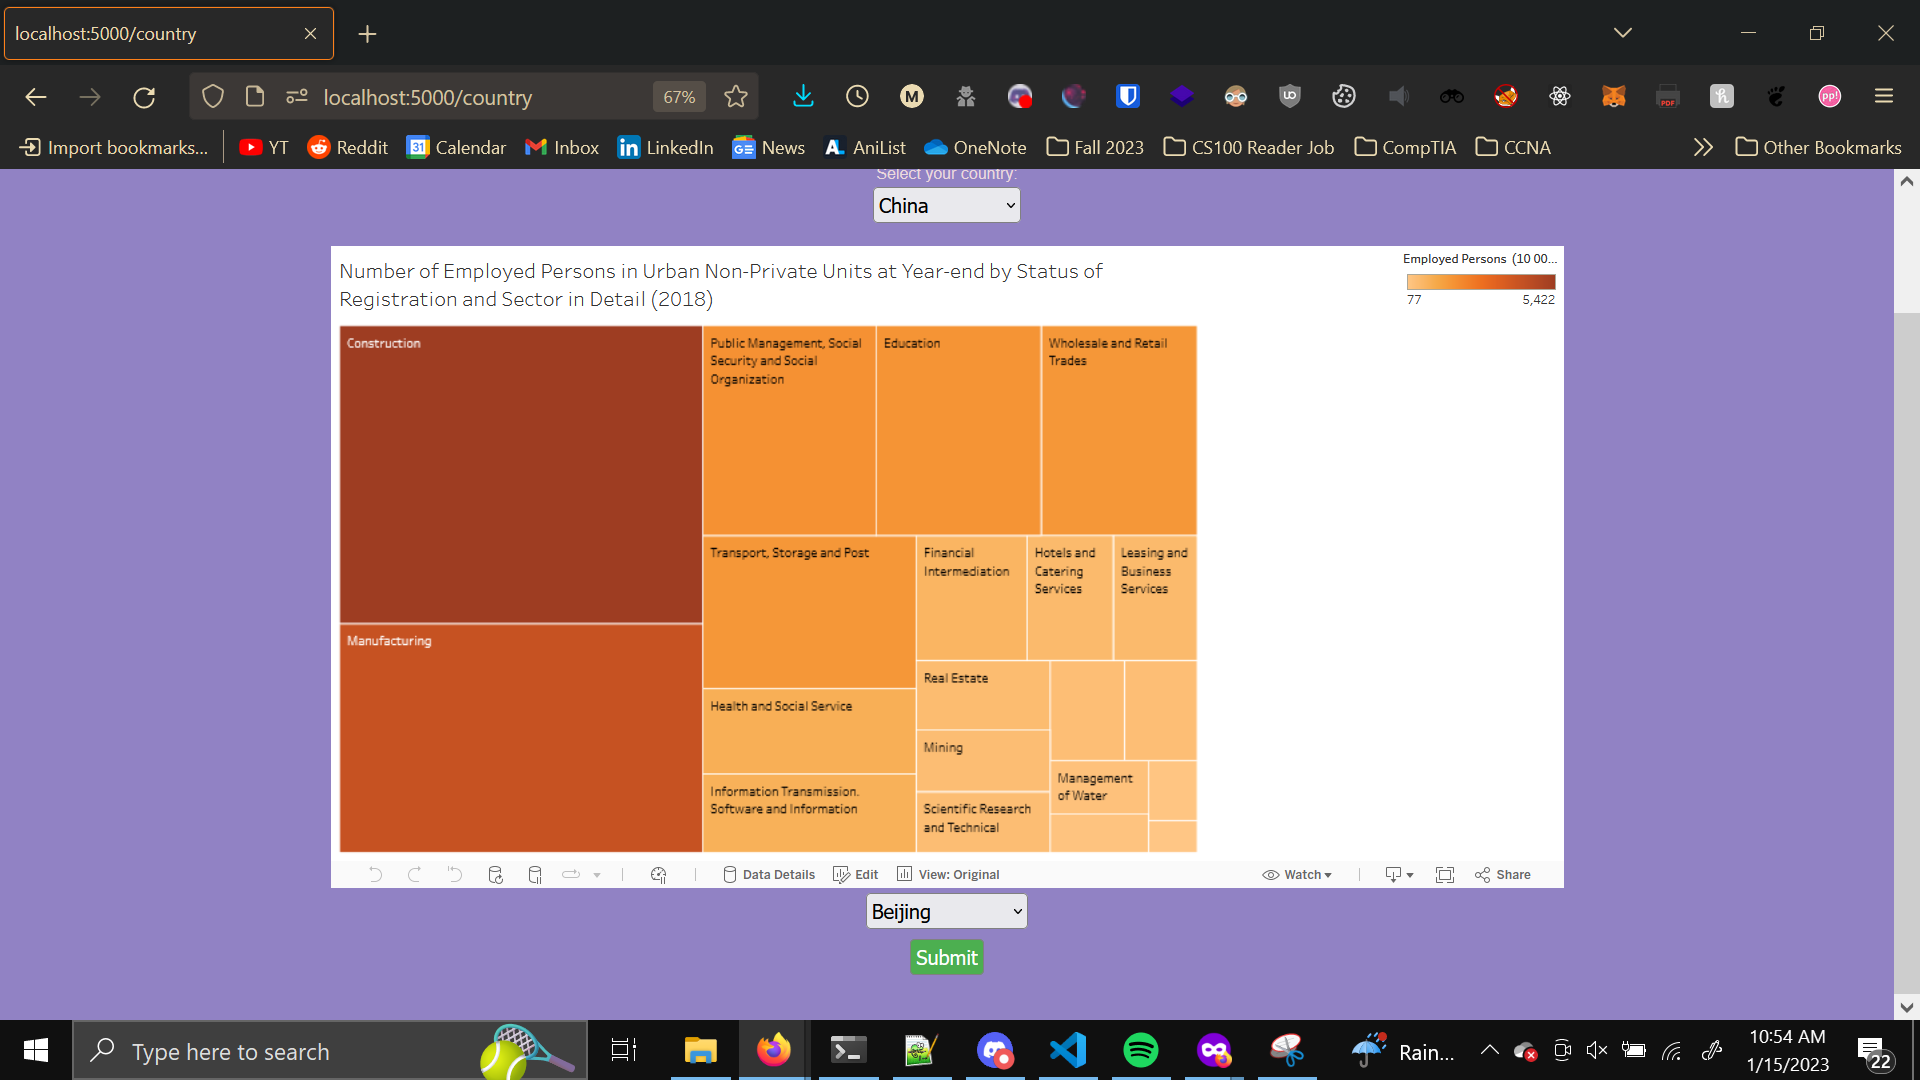 localhost:5000/country
localhost:5000/country
67%
Import bookmarks...
YT
Reddit
Calendar
Inbox
LinkedIn
News
AniList
OneNote
Fall 2023
CS100 Reader Job
CompTIA
CCNA
Other Bookmarks
Select your country:
China
Number of Employed Persons in Urban Non-Private Units at Year-end by Status of
Registration and Sector in Detail (2018)
Employed Persons (10 00...
77
5,422
Construction
Public Management, Social
Security and Social
Organization
Education
Wholesale and Retail
Trades
Transport, Storage and Post
Financial
Intermediation
Hotels and
Catering
Services
Leasing and
Business
Services
Manufacturing
Real Estate
Health and Social Service
Mining
Management
of Water
Information Transmission.
Software and Information
Scientific Research
and Technical
Data Details
Edit
View: Original
Watch
Share
Beijing
Submit
Type here to search
Rain...
10:54 AM
1/15/2023
22